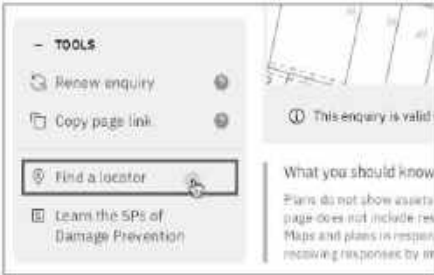 – TOOLS
Renew enquiry
Copy page link
Find a locator
Learn the 5Ps of
Damage Prevention
This enquiry is valid
What you should know
Plans do not show assets
page does not include
Maps and plans in
receiving responses by